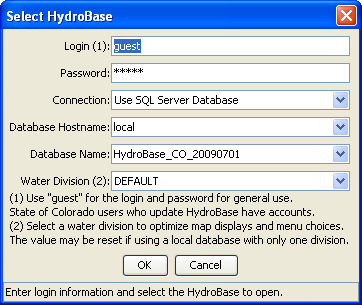 Select HydroBase
Login (1): guest
Password: *****
Connection: Use SQL Server Database
Database Hostname: local
Database Name: HydroBase_CO_20090701
Water Division (2): DEFAULT
(1) Use "guest" for the login and password for general use.
State of Colorado users who update HydroBase have accounts.
(2) Select a water division to optimize map displays and menu choices.
The value may be reset if using a local database with only one division.
OK Cancel
Enter login information and select the HydroBase to open.